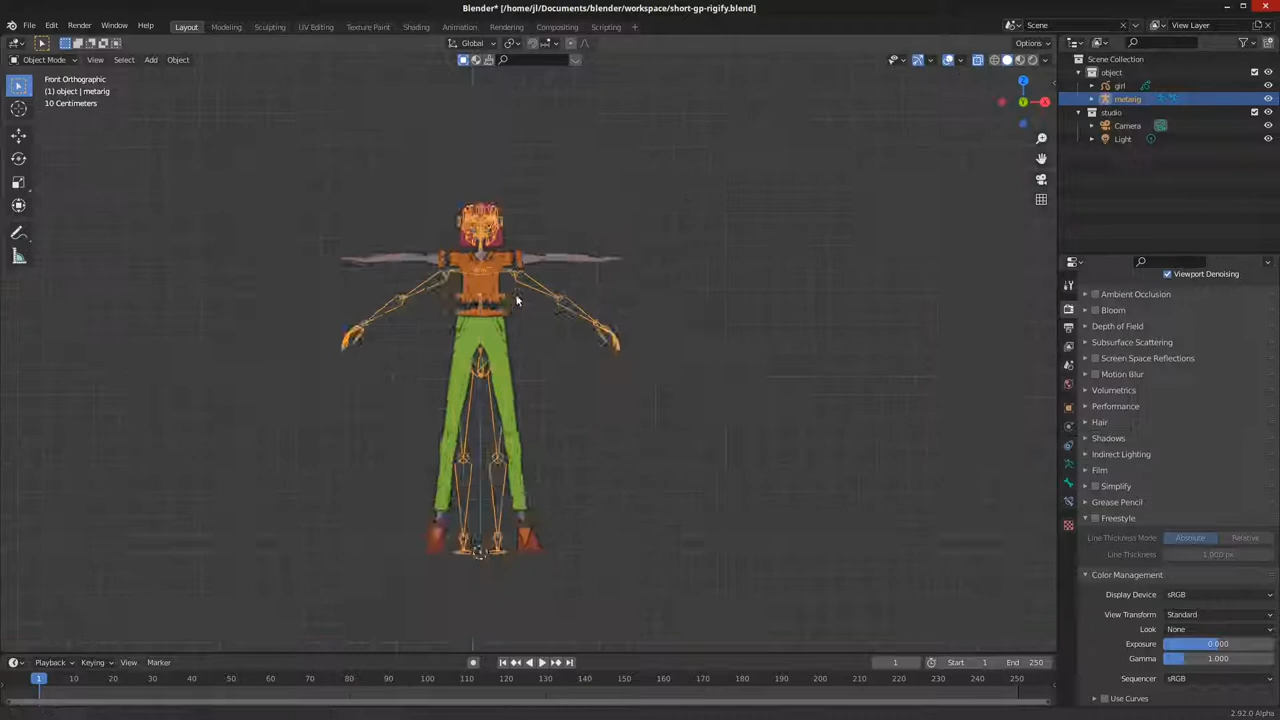 Blender* [/home/jl/Documents/blender/workspace/short-gp-rigify.blend]
File Edit Render Window Help Layout Modeling Sculpting UV Editing Texture Paint Shading Animation Rendering Compositing Scripting + Scene View Layer
Global Options
Object Mode View Select Add Object
Front Orthographic
(1) object | metarig
10 Centimeters
Z
Y
X
Scene Collection
object
girl
metarig
studio
Camera
Light
Viewport Denoising
Ambient Occlusion
Bloom
Depth of Field
Subsurface Scattering
Screen Space Reflections
Motion Blur
Volumetrics
Performance
Hair
Shadows
Indirect Lighting
Film
Simplify
Grease Pencil
Freestyle
Line Thickness Mode Absolute Relative
Line Thickness 1.000 px
Color Management
Display Device sRGB
View Transform Standard
Look None
Exposure 0.000
Gamma 1.000
Sequencer sRGB
Use Curves
Playback Keying View Marker 1 Start 1 End 250
1 10 20 30 40 50 60 70 80 90 100 110 120 130 140 150 160 170 180 190 200 210 220 230 240 250
2.92.0 Alpha